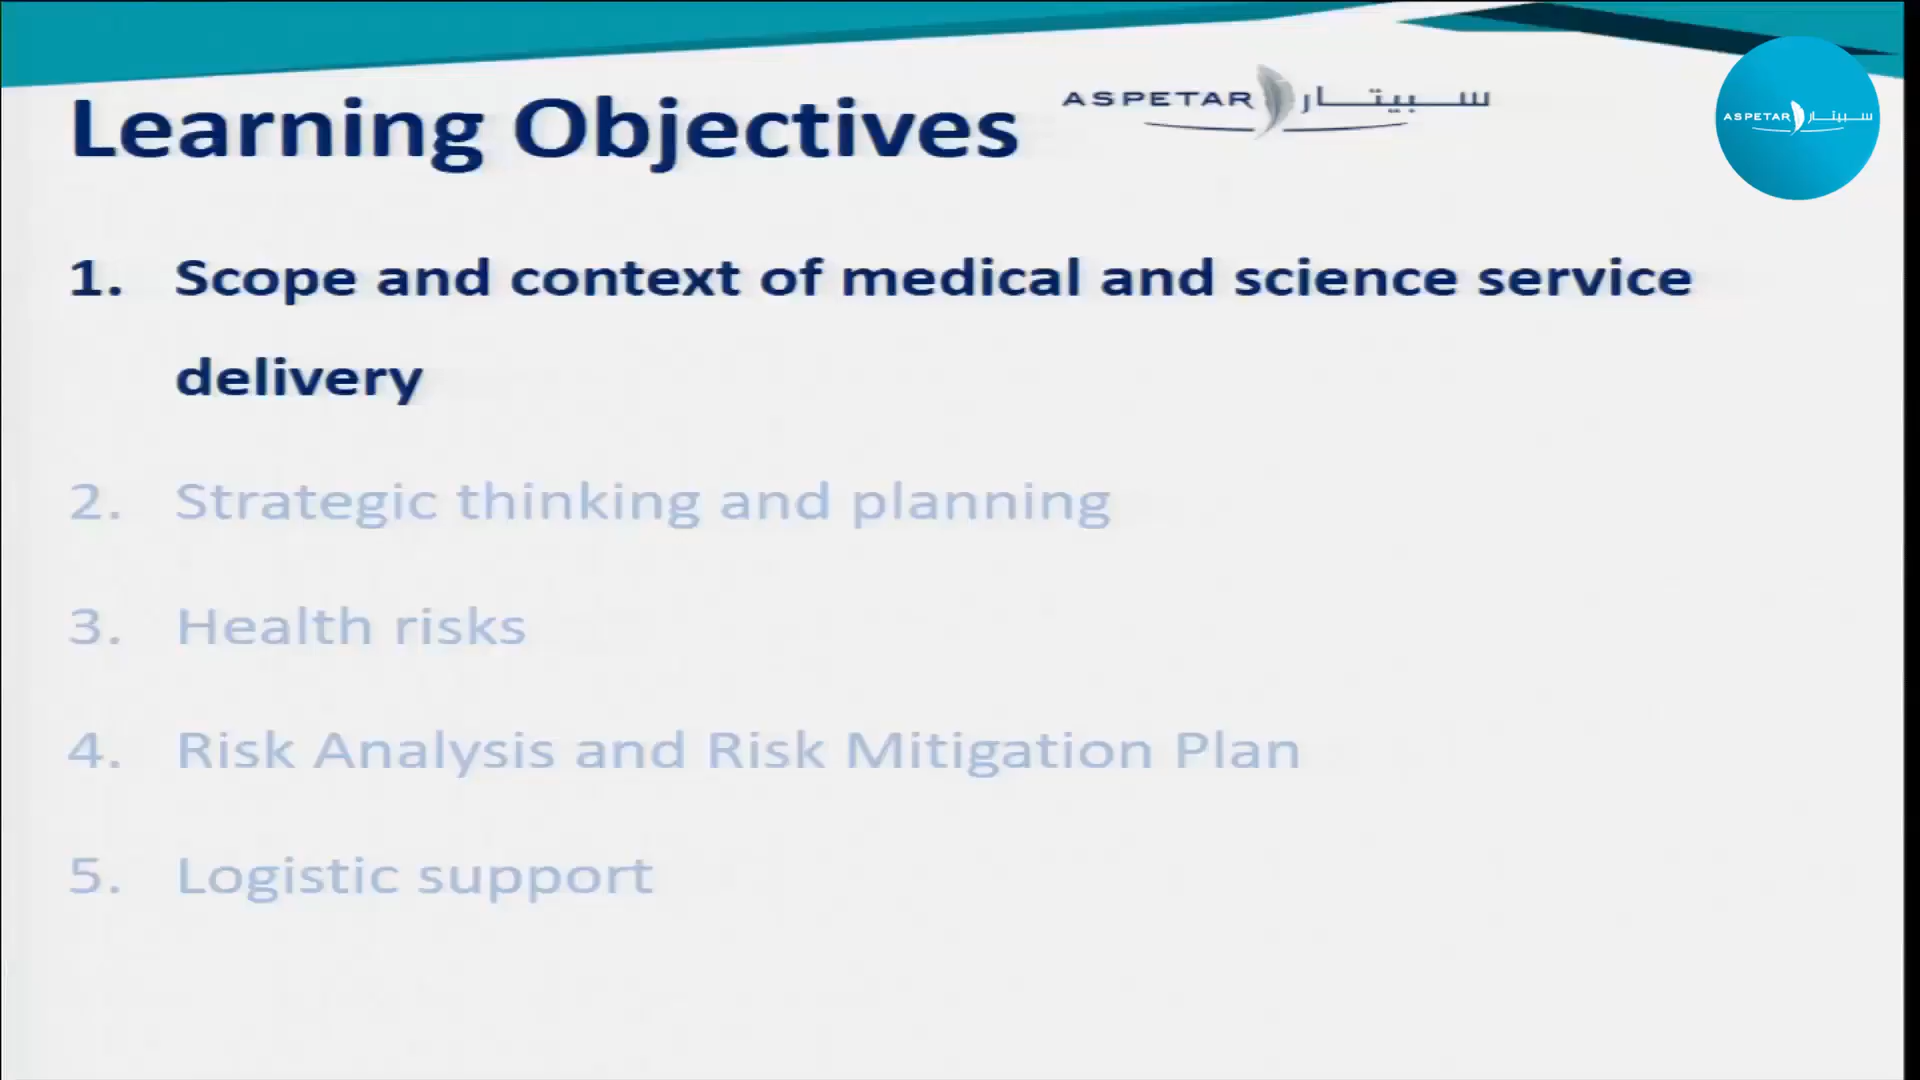 Learning Objectives
ASPETAR سبيتار
ASPETAR سبيتار
1. Scope and context of medical and science service
delivery
2. Strategic thinking and planning
3. Health risks
4. Risk Analysis and Risk Mitigation Plan
5. Logistic support